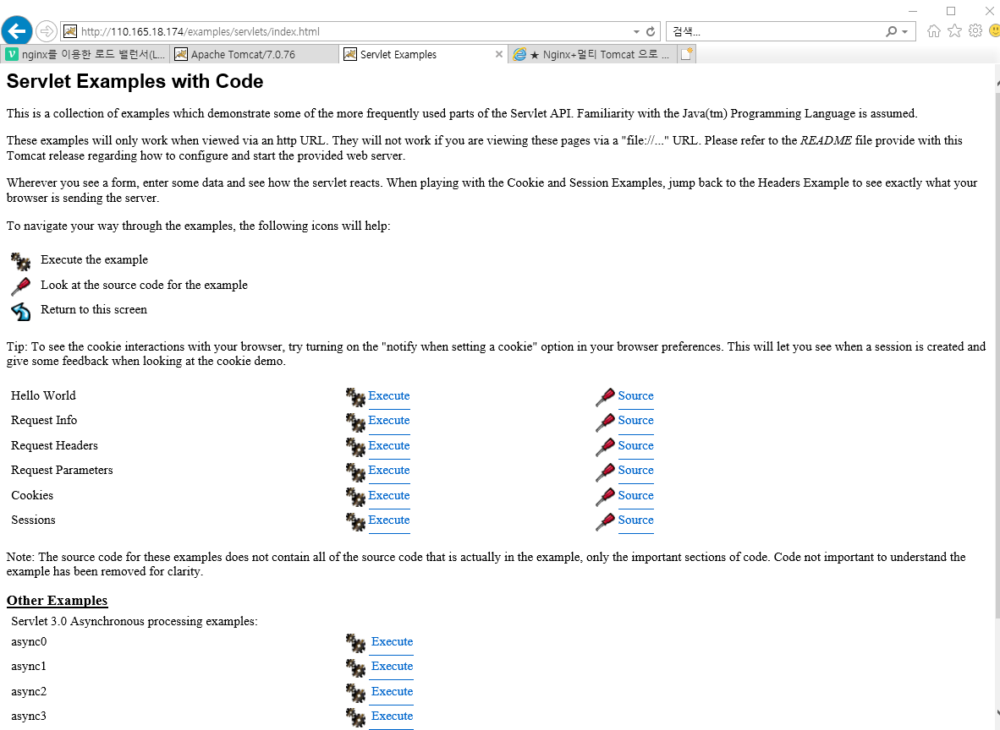 http://110.165.18.174/examples/servlets/index.html
검색...
nginx를 이용한 로드 밸런서(L...
Apache Tomcat/7.0.76
Servlet Examples
★ Nginx+멀티 Tomcat 으로 ...
Servlet Examples with Code
This is a collection of examples which demonstrate some of the more frequently used parts of the Servlet API. Familiarity with the Java(tm) Programming Language is assumed.
These examples will only work when viewed via an http URL. They will not work if you are viewing these pages via a "file://..." URL. Please refer to the README file provide with this
Tomcat release regarding how to configure and start the provided web server.
Wherever you see a form, enter some data and see how the servlet reacts. When playing with the Cookie and Session Examples, jump back to the Headers Example to see exactly what your
browser is sending the server.
To navigate your way through the examples, the following icons will help:
Execute the example
Look at the source code for the example
Return to this screen
Tip: To see the cookie interactions with your browser, try turning on the "notify when setting a cookie" option in your browser preferences. This will let you see when a session is created and
give some feedback when looking at the cookie demo.
Hello World Execute Source
Request Info Execute Source
Request Headers Execute Source
Request Parameters Execute Source
Cookies Execute Source
Sessions Execute Source
Note: The source code for these examples does not contain all of the source code that is actually in the example, only the important sections of code. Code not important to understand the
example has been removed for clarity.
Other Examples
Servlet 3.0 Asynchronous processing examples:
async0 Execute
async1 Execute
async2 Execute
async3 Execute